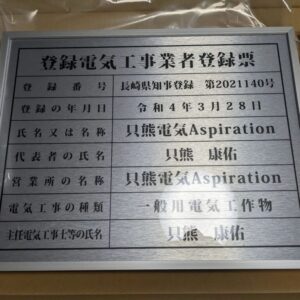 登録電気工事業者登録票
登録番号 長崎県知事登録 第2021140号
登録の年月日 令和4年3月28日
氏名又は名称 貝熊電気Aspiration
代表者の氏名 貝熊 康佑
営業所の名称 貝熊電気Aspiration
電気工事の種類 一般用電気工作物
主任電気工事士等の氏名 貝熊 康佑